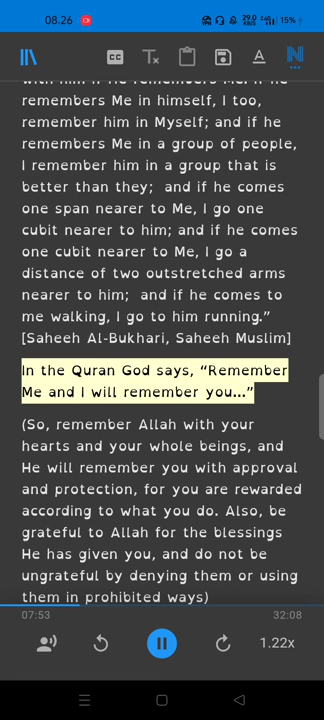 08.26
29.0
KB/S
15%
CC
N
with him if he remembers Me. If he
remembers Me in himself, I too,
remember him in Myself; and if he
remembers Me in a group of people,
I remember him in a group that is
better than they;  and if he comes
one span nearer to Me, I go one
cubit nearer to him; and if he comes
one cubit nearer to Me, I go a
distance of two outstretched arms
nearer to him;  and if he comes to
me walking, I go to him running.”
[Saheeh Al-Bukhari, Saheeh Muslim]
In the Quran God says, “Remember
Me and I will remember you…”
(So, remember Allah with your
hearts and your whole beings, and
He will remember you with approval
and protection, for you are rewarded
according to what you do. Also, be
grateful to Allah for the blessings
He has given you, and do not be
ungrateful by denying them or using
them in prohibited ways)
07:53
32:08
1.22x